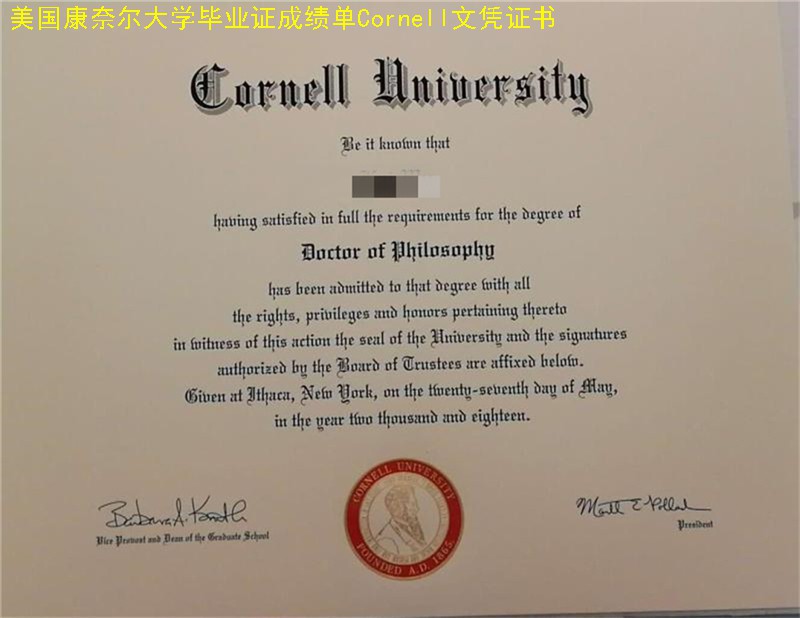 美国康奈尔大学毕业证成绩单Cornell文凭证书
Cornell University
Be it known that
having satisfied in full the requirements for the degree of
Doctor of Philosophy
has been admitted to that degree with all
the rights, privileges and honors pertaining thereto
in witness of this action the seal of the University and the signatures
authorized by the Board of Trustees are affixed below.
Given at Ithaca, New York, on the twenty-seventh day of May,
in the year two thousand and eighteen.
Vice Provost and Dean of the Graduate School
CORNELL UNIVERSITY
FOUNDED A.D. 1865
President